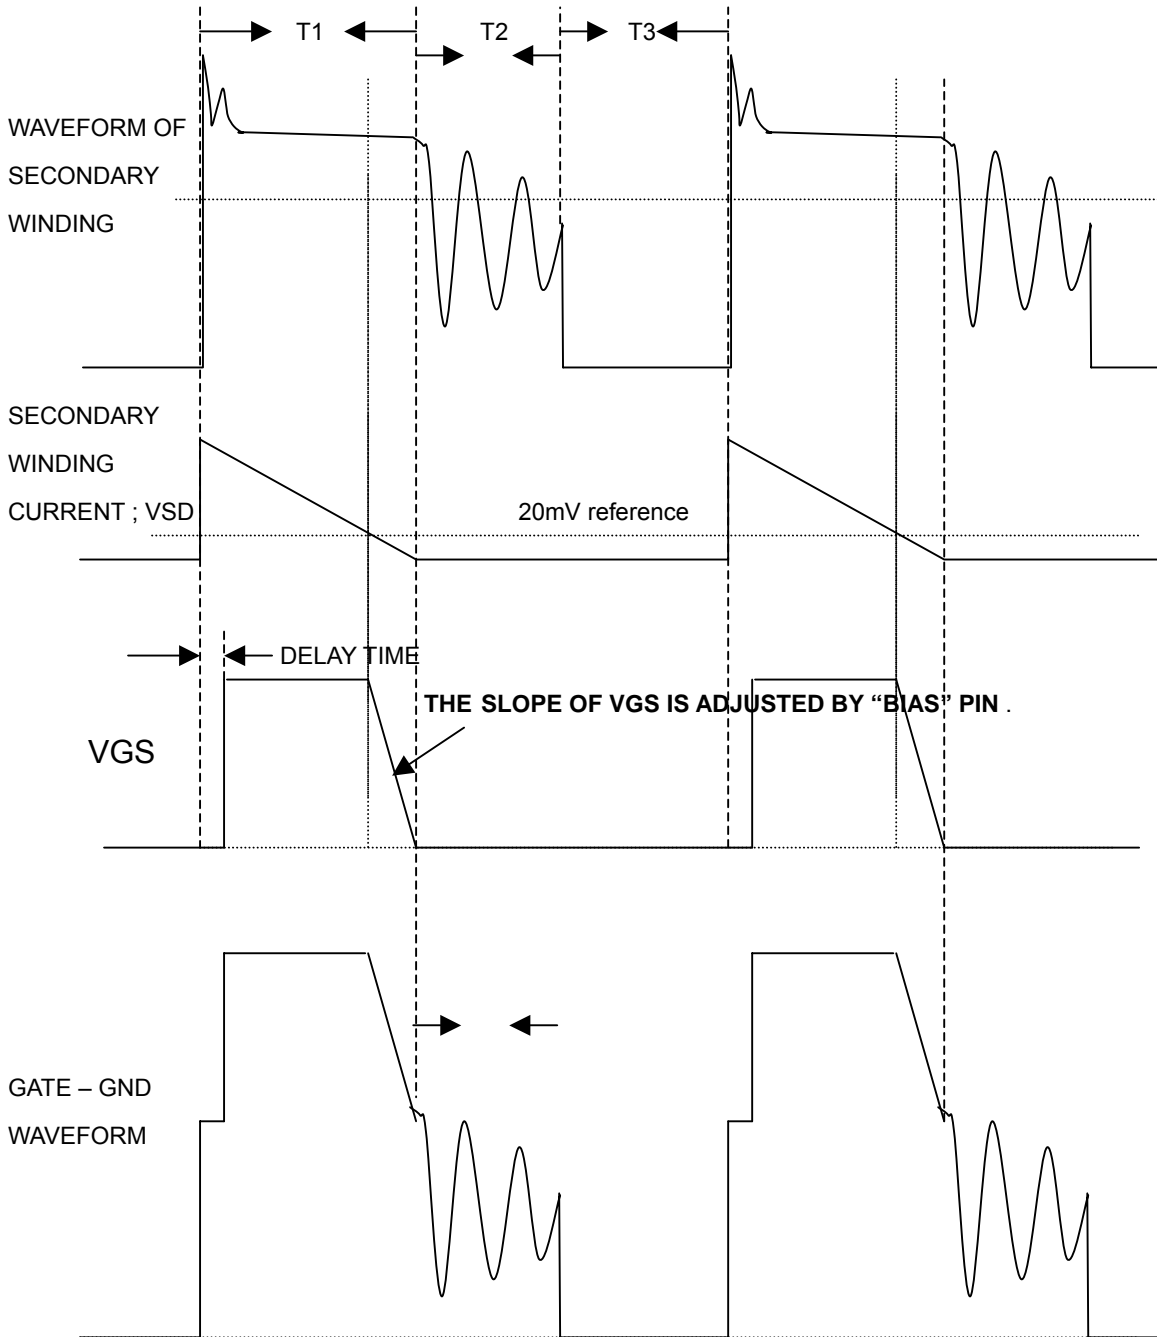 T1
T2
T3
WAVEFORM OF
SECONDARY
WINDING
SECONDARY
WINDING
CURRENT ; VSD
20mV reference
DELAY TIME
THE SLOPE OF VGS IS ADJUSTED BY “BIAS” PIN .
VGS
GATE – GND
WAVEFORM